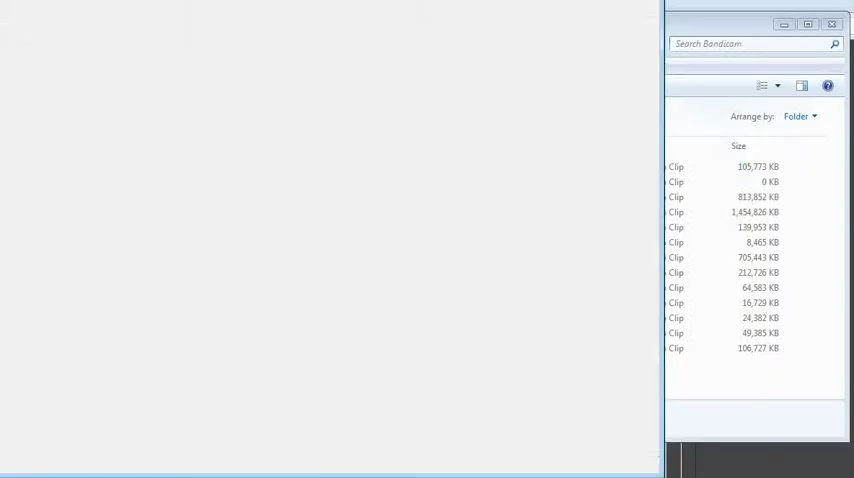 Search Bandicam
Arrange by: Folder
Size
Clip 105,773 KB
Clip 0 KB
Clip 813,852 KB
Clip 1,454,826 KB
Clip 139,953 KB
Clip 8,465 KB
Clip 705,443 KB
Clip 212,726 KB
Clip 64,583 KB
Clip 16,729 KB
Clip 24,382 KB
Clip 49,385 KB
Clip 106,727 KB